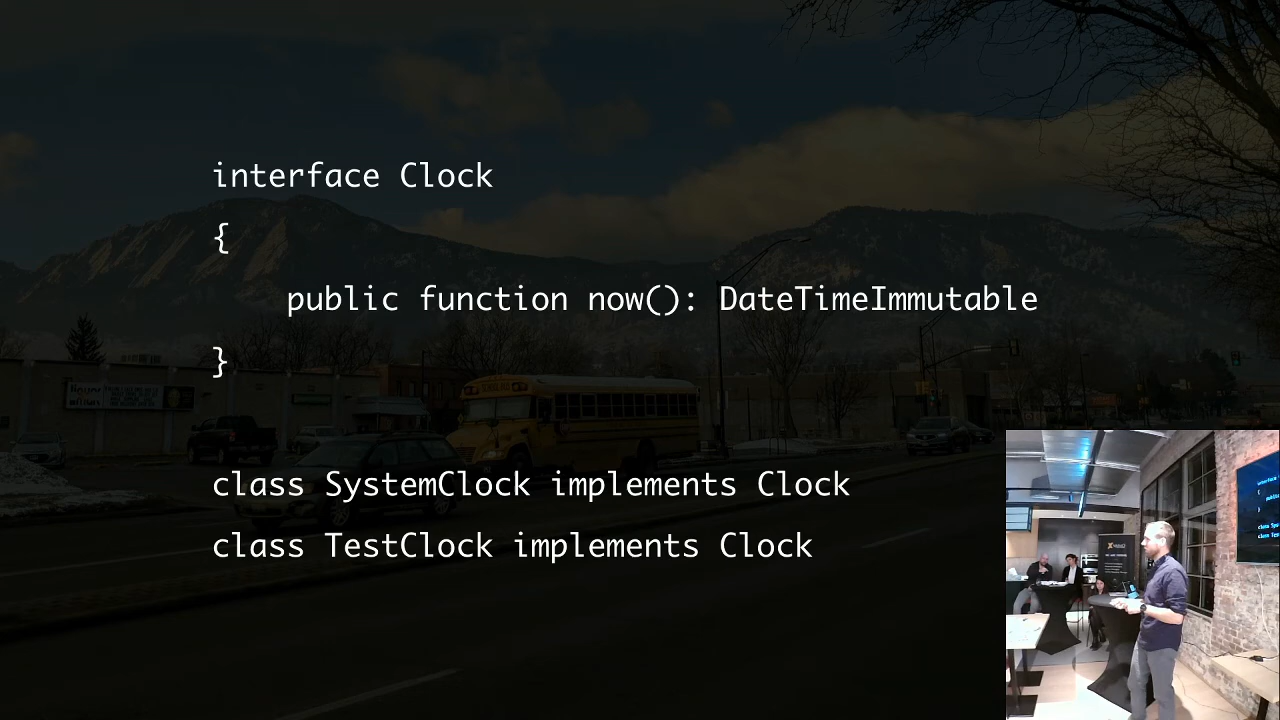 interface Clock
{
public function now(): DateTimeImmutable
}
class SystemClock implements Clock
class TestClock implements Clock